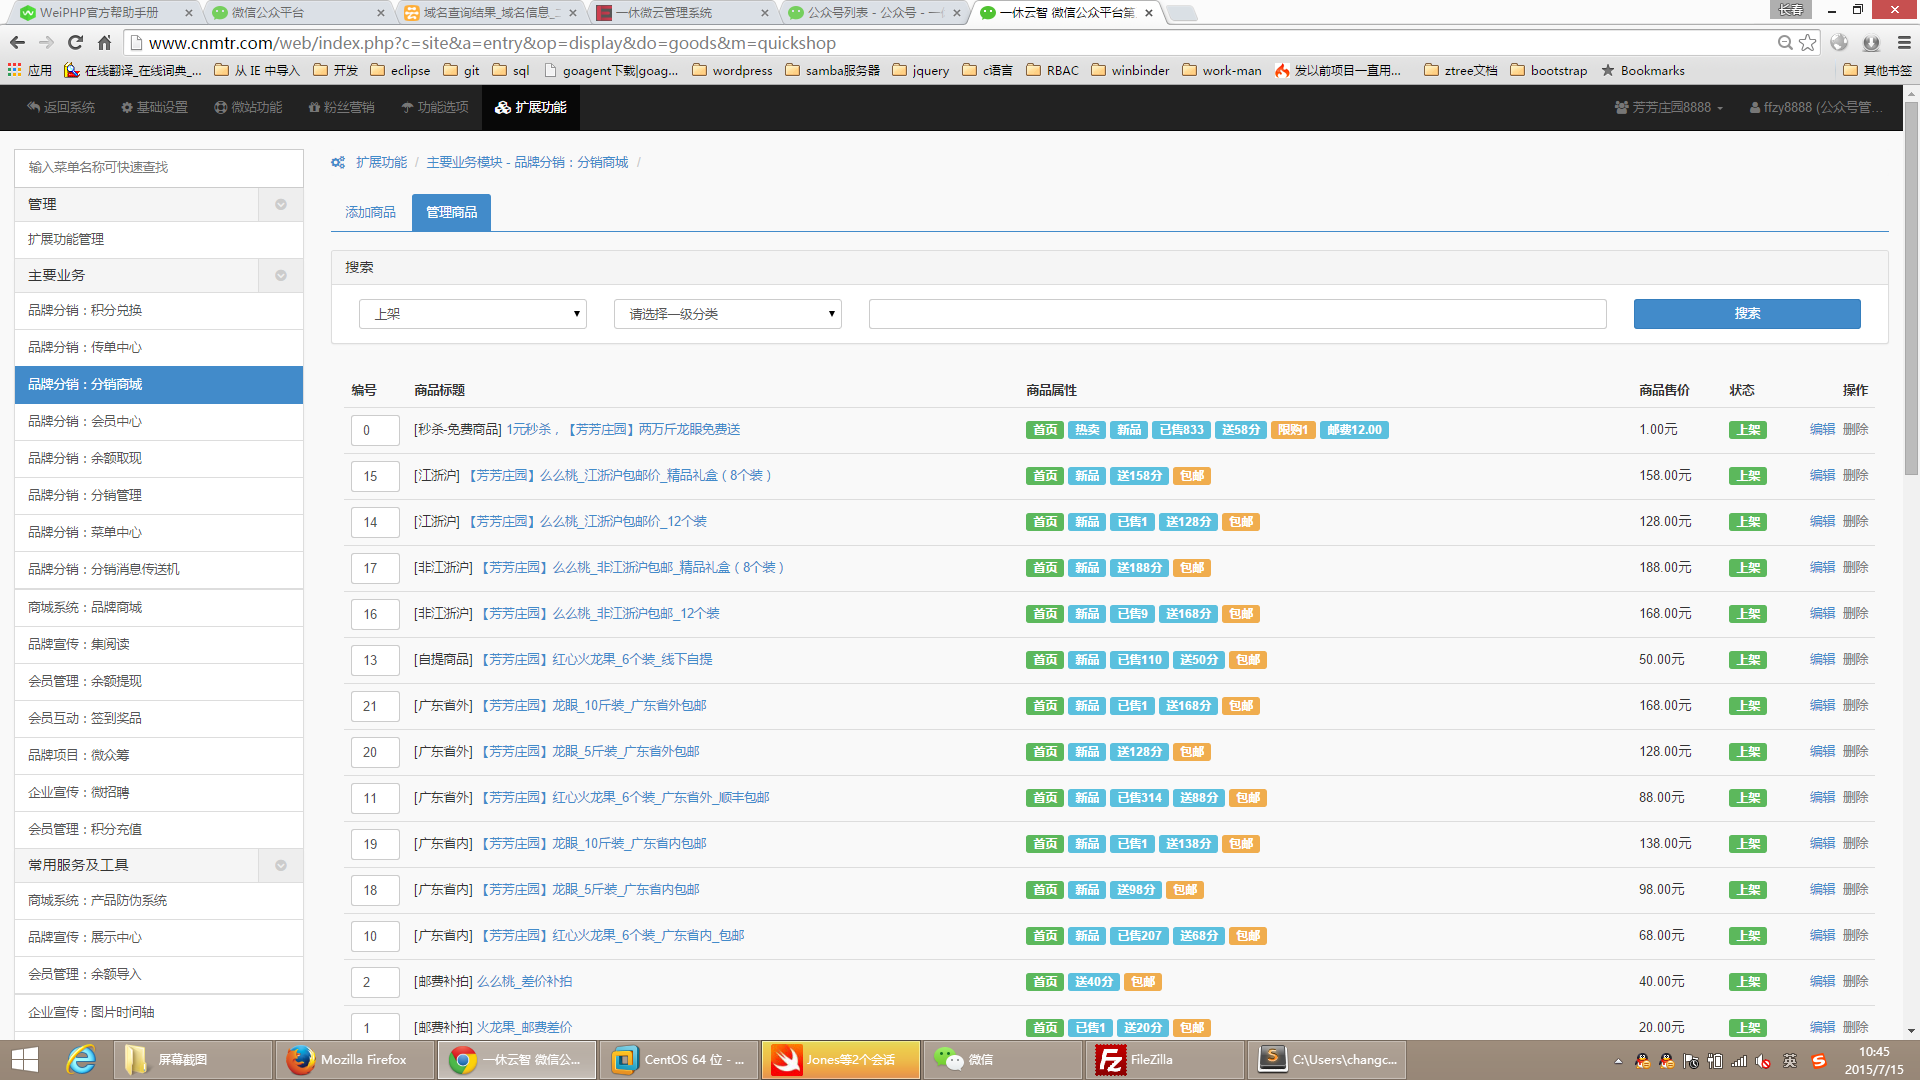 WeiPHP官方帮助手册
微信公众平台
域名查询结果_域名信息_
一休微云管理系统
公众号列表 - 公众号 - 一
一休云智 微信公众平台第
长春
www.cnmtr.com/web/index.php?c=site&a=entry&op=display&do=goods&m=quickshop
应用 在线翻译_在线词典_... 从 IE 中导入 开发 eclipse git sql goagent下载|goag... wordpress samba服务器 jquery c语言 RBAC winbinder work-man 发以前项目一直用... ztree文档 bootstrap Bookmarks 其他书签
返回系统 基础设置 微站功能 粉丝营销 功能选项 扩展功能 芳芳庄园8888 ffzy8888 (公众号管...
输入菜单名称可快速查找
管理
扩展功能管理
主要业务
品牌分销：积分兑换
品牌分销：传单中心
品牌分销：分销商城
品牌分销：会员中心
品牌分销：余额取现
品牌分销：分销管理
品牌分销：菜单中心
品牌分销：分销消息传送机
商城系统：品牌商城
品牌宣传：集阅读
会员管理：余额提现
会员互动：签到奖品
品牌项目：微众筹
企业宣传：微招聘
会员管理：积分充值
常用服务及工具
商城系统：产品防伪系统
品牌宣传：展示中心
会员管理：余额导入
企业宣传：图片时间轴
扩展功能 / 主要业务模块 - 品牌分销：分销商城 /
添加商品 管理商品
搜索
上架 请选择一级分类 搜索
编号 商品标题 商品属性 商品售价 状态 操作
0 [秒杀-免费商品] 1元秒杀，【芳芳庄园】两万斤龙眼免费送 首页 热卖 新品 已售833 送58分 限购1 邮费12.00 1.00元 上架 编辑 删除
15 [江浙沪] 【芳芳庄园】么么桃_江浙沪包邮价_精品礼盒（8个装） 首页 新品 送158分 包邮 158.00元 上架 编辑 删除
14 [江浙沪] 【芳芳庄园】么么桃_江浙沪包邮价_12个装 首页 新品 已售1 送128分 包邮 128.00元 上架 编辑 删除
17 [非江浙沪] 【芳芳庄园】么么桃_非江浙沪包邮_精品礼盒（8个装） 首页 新品 送188分 包邮 188.00元 上架 编辑 删除
16 [非江浙沪] 【芳芳庄园】么么桃_非江浙沪包邮_12个装 首页 新品 已售9 送168分 包邮 168.00元 上架 编辑 删除
13 [自提商品] 【芳芳庄园】红心火龙果_6个装_线下自提 首页 新品 已售110 送50分 包邮 50.00元 上架 编辑 删除
21 [广东省外] 【芳芳庄园】龙眼_10斤装_广东省外包邮 首页 新品 已售1 送168分 包邮 168.00元 上架 编辑 删除
20 [广东省外] 【芳芳庄园】龙眼_5斤装_广东省外包邮 首页 新品 送128分 包邮 128.00元 上架 编辑 删除
11 [广东省外] 【芳芳庄园】红心火龙果_6个装_广东省外_顺丰包邮 首页 新品 已售314 送88分 包邮 88.00元 上架 编辑 删除
19 [广东省内] 【芳芳庄园】龙眼_10斤装_广东省内包邮 首页 新品 已售1 送138分 包邮 138.00元 上架 编辑 删除
18 [广东省内] 【芳芳庄园】龙眼_5斤装_广东省内包邮 首页 新品 送98分 包邮 98.00元 上架 编辑 删除
10 [广东省内] 【芳芳庄园】红心火龙果_6个装_广东省内_包邮 首页 新品 已售207 送68分 包邮 68.00元 上架 编辑 删除
2 [邮费补拍] 么么桃_差价补拍 首页 送40分 包邮 40.00元 上架 编辑 删除
1 [邮费补拍] 火龙果_邮费差价 首页 已售1 送20分 包邮 20.00元 上架 编辑 删除
屏幕截图 Mozilla Firefox 一休云智 微信公... CentOS 64 位 - ... Jones等2个会话 微信 FileZilla C:\Users\changc... 英 10:45
2015/7/15